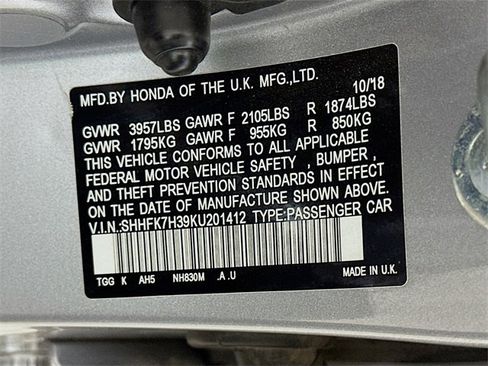 MFD.BY HONDA OF THE U.K. MFG.,LTD. 10/18
GVWR 3957LBS GAWR F 2105LBS R 1874LBS
GVWR 1795KG GAWR F 955KG R 850KG
THIS VEHICLE CONFORMS TO ALL APPLICABLE
FEDERAL MOTOR VEHICLE SAFETY , BUMPER ,
AND THEFT PREVENTION STANDARDS IN EFFECT
ON THE DATE OF MANUFACTURE SHOWN ABOVE.
V.I.N.:SHHFK7H39KU201412 TYPE:PASSENGER CAR
TGG K AH5 NH830M .A .U MADE IN U.K.